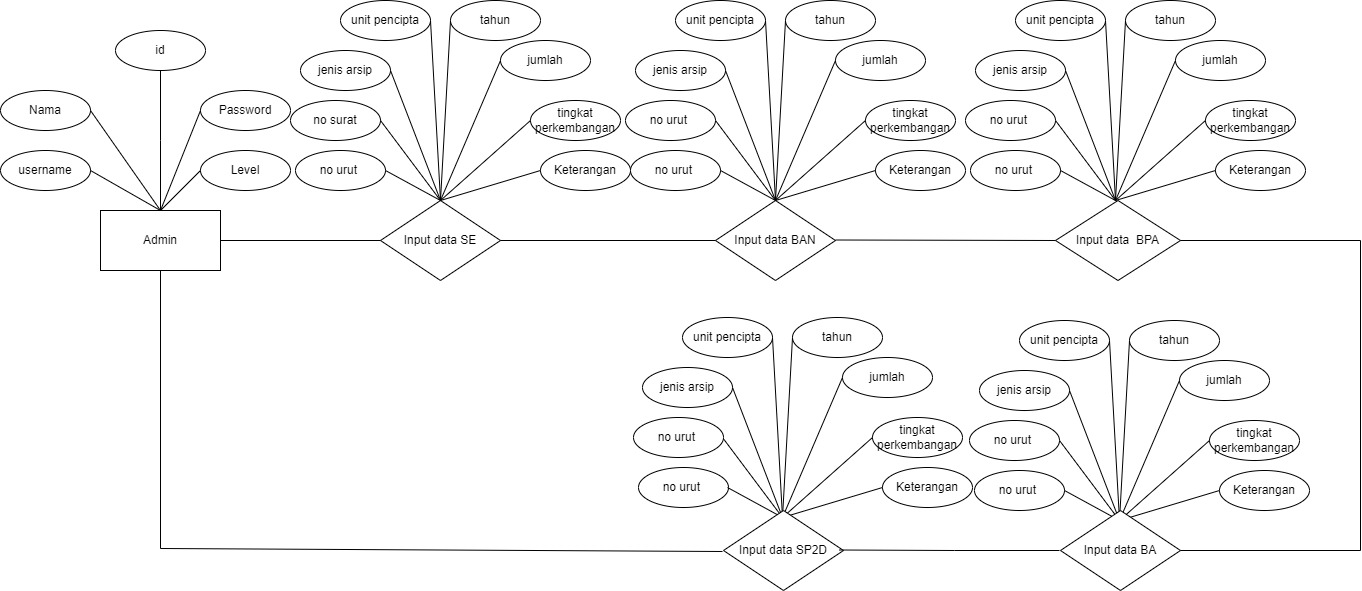 id
Nama
Password
username
Level
Admin
unit pencipta
tahun
jenis arsip
jumlah
no surat
tingkat
perkembangan
no urut
Keterangan
Input data SE
unit pencipta
tahun
jenis arsip
jumlah
no urut
tingkat
perkembangan
no urut
Keterangan
Input data BAN
unit pencipta
tahun
jenis arsip
jumlah
no urut
tingkat
perkembangan
no urut
Keterangan
Input data  BPA
unit pencipta
tahun
jenis arsip
jumlah
no urut
tingkat
perkembangan
no urut
Keterangan
Input data SP2D
unit pencipta
tahun
jenis arsip
jumlah
no urut
tingkat
perkembangan
no urut
Keterangan
Input data BA